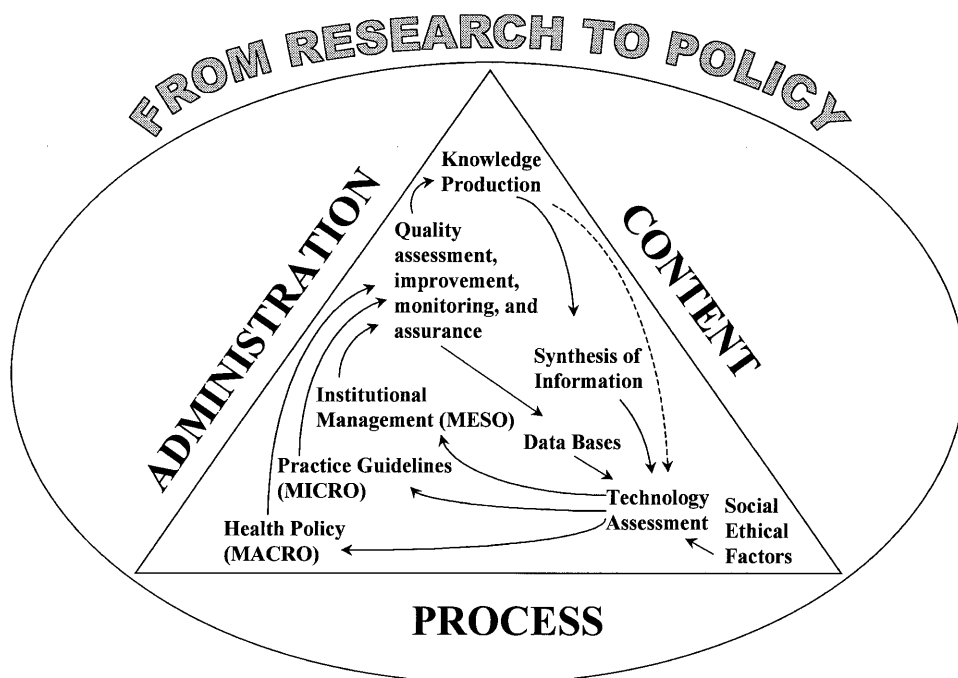 FROM RESEARCH TO POLICY
ADMINISTRATION
CONTENT
Knowledge
Production
Quality
assessment,
improvement,
monitoring, and
assurance
Synthesis of
Information
Institutional
Management (MESO)
Data Bases
Practice Guidelines
(MICRO)
Technology
Assessment
Social
Ethical
Factors
Health Policy
(MACRO)
PROCESS